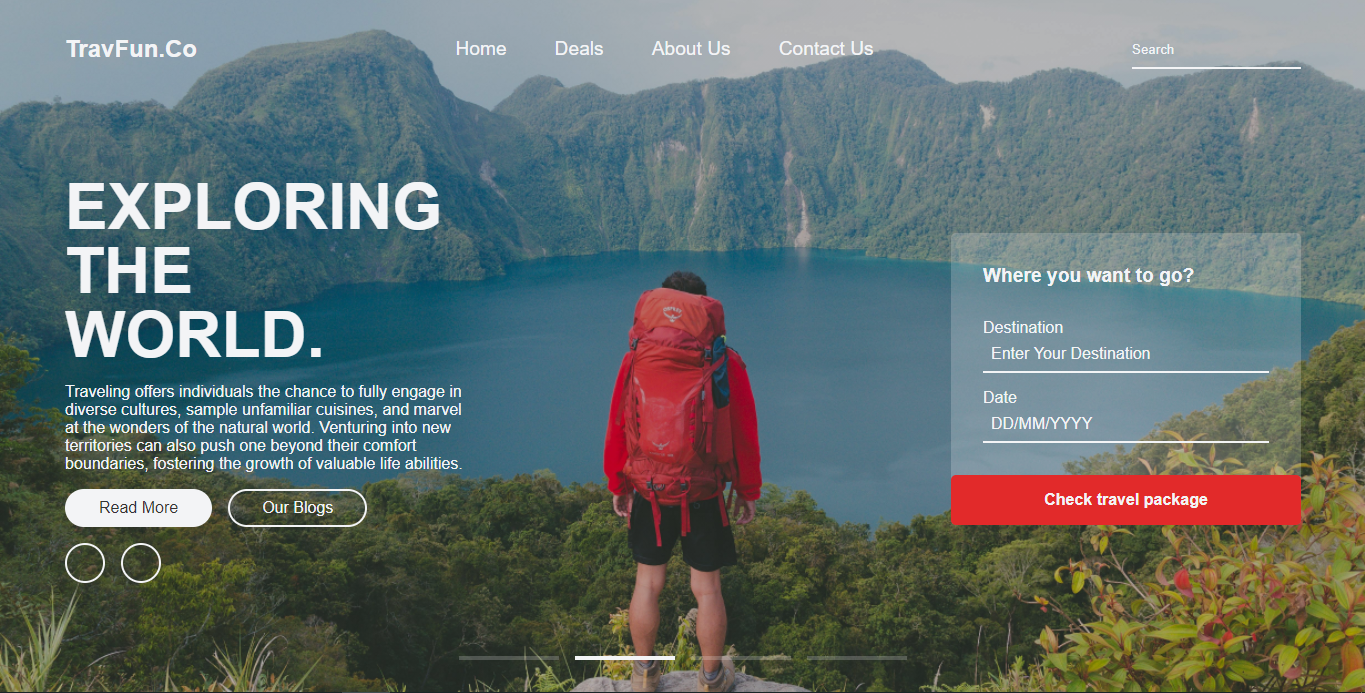 TravFun.Co
Home
Deals
About Us
Contact Us
Search
EXPLORING
THE
WORLD.
Traveling offers individuals the chance to fully engage in
diverse cultures, sample unfamiliar cuisines, and marvel
at the wonders of the natural world. Venturing into new
territories can also push one beyond their comfort
boundaries, fostering the growth of valuable life abilities.
Read More
Our Blogs
Where you want to go?
Destination
Enter Your Destination
Date
DD/MM/YYYY
Check travel package